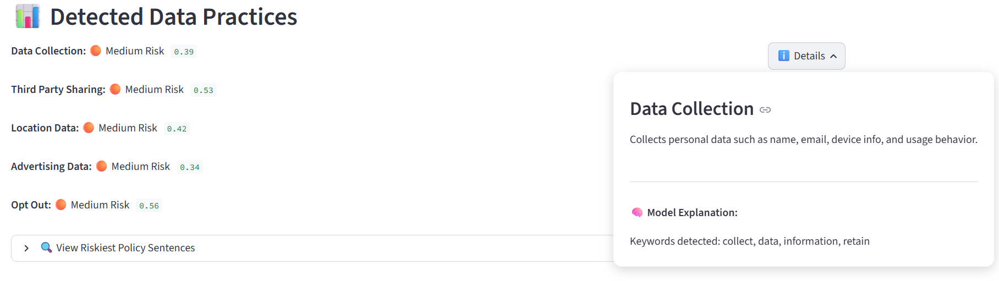 Detected Data Practices
Data Collection: Medium Risk 0.39
Details
Third Party Sharing: Medium Risk 0.53
Location Data: Medium Risk 0.42
Advertising Data: Medium Risk 0.34
Opt Out: Medium Risk 0.56
View Riskiest Policy Sentences
Data Collection
Collects personal data such as name, email, device info, and usage behavior.
Model Explanation:
Keywords detected: collect, data, information, retain